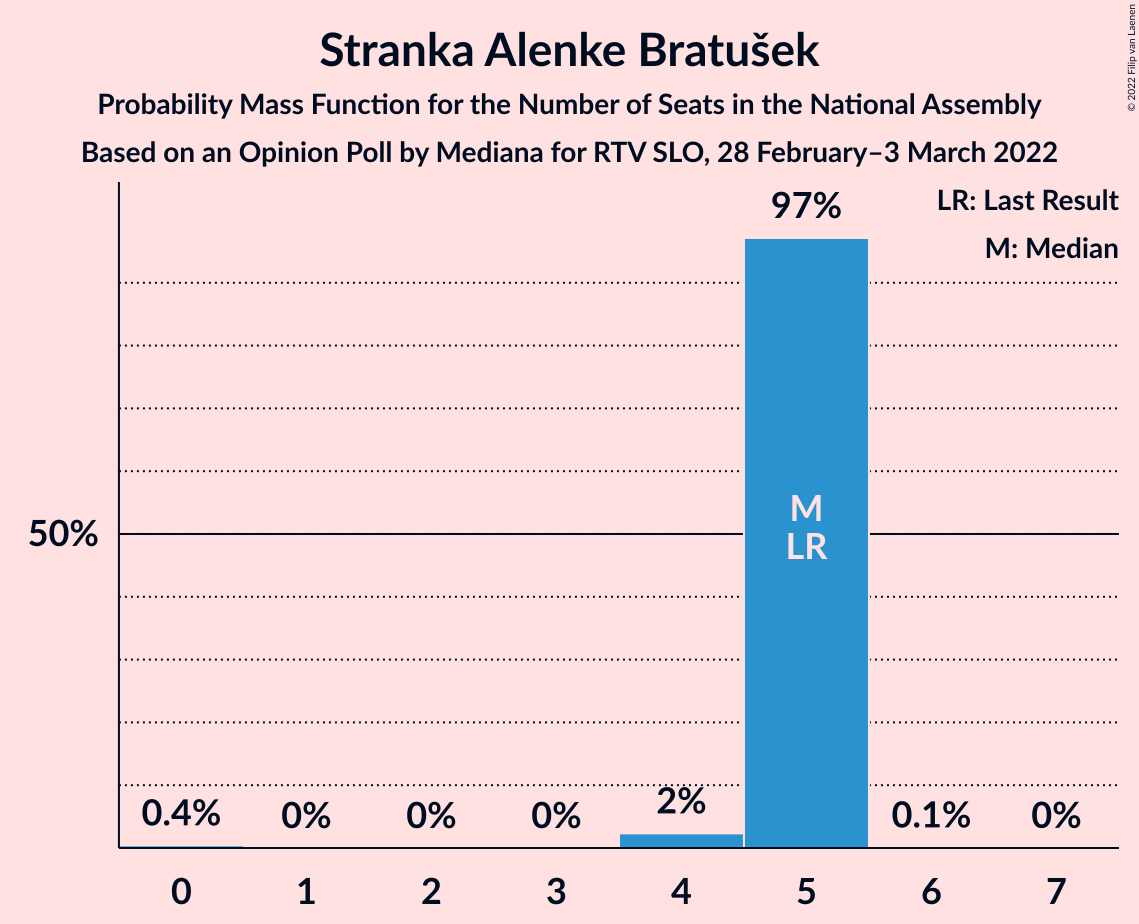 Stranka Alenke Bratušek
Probability Mass Function for the Number of Seats in the National Assembly
Based on an Opinion Poll by Mediana for RTV SLO, 28 February–3 March 2022
© 2022 Filip van Laenen
LR: Last Result
M: Median
97%
50%
M
LR
0.4%
0%
0%
0%
2%
0.1%
0%
0
1
2
3
4
5
6
7